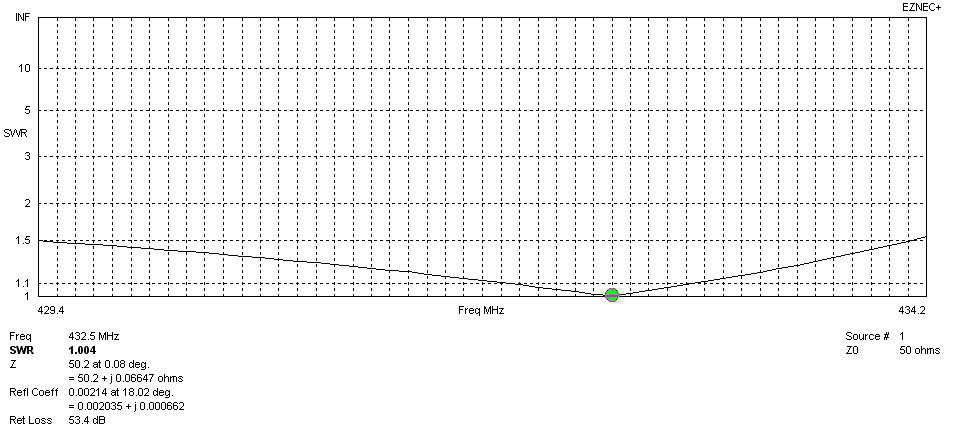 EZNEC+
INF
10
5
SWR
3
2
1.5
1.1
1
429.4 Freq MHz 434.2
Freq 432.5 MHz Source # 1
SWR 1.004 Z0 50 ohms
Z 50.2 at 0.08 deg.
= 50.2 + j 0.06647 ohms
Refl Coeff 0.00214 at 18.02 deg.
= 0.002035 + j 0.000662
Ret Loss 53.4 dB